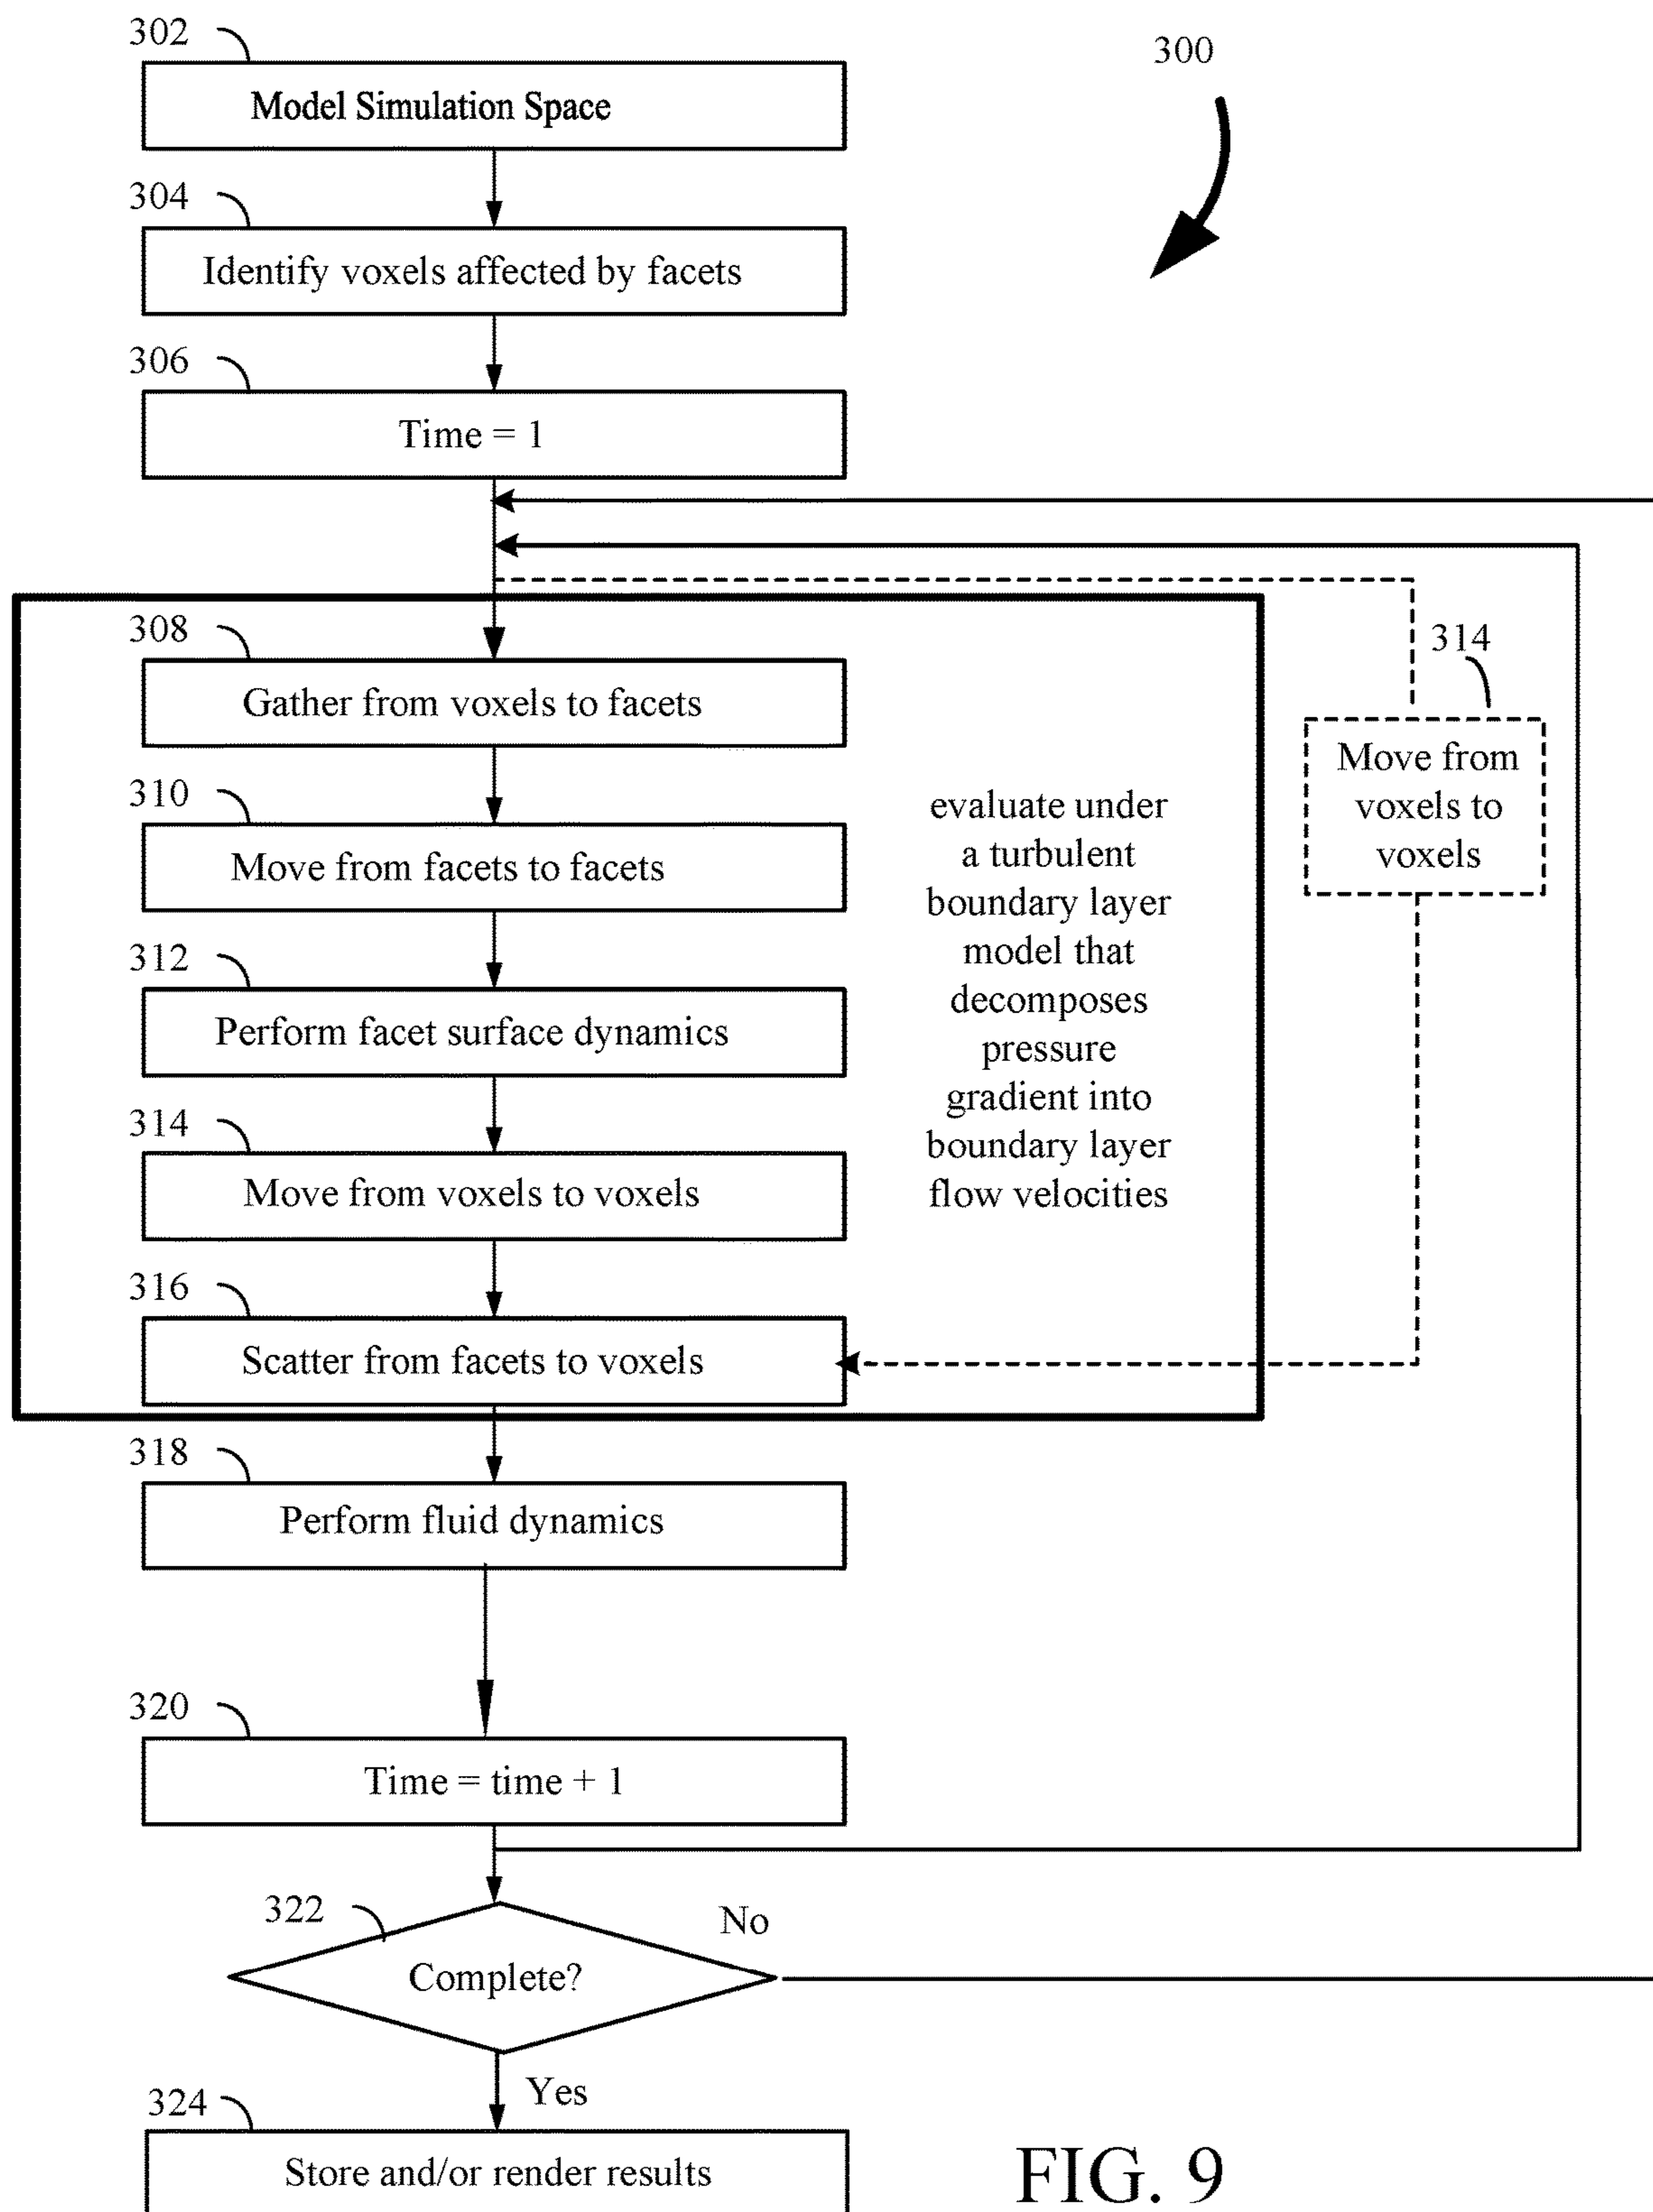 302
300
Model Simulation Space
304
Identify voxels affected by facets
306
Time = 1
308
Gather from voxels to facets
314
Move from
voxels to
voxels
310
Move from facets to facets
evaluate under
a turbulent
boundary layer
model that
decomposes
pressure
gradient into
boundary layer
flow velocities
312
Perform facet surface dynamics
314
Move from voxels to voxels
316
Scatter from facets to voxels
318
Perform fluid dynamics
320
Time = time + 1
322
No
Complete?
Yes
324
Store and/or render results
FIG. 9